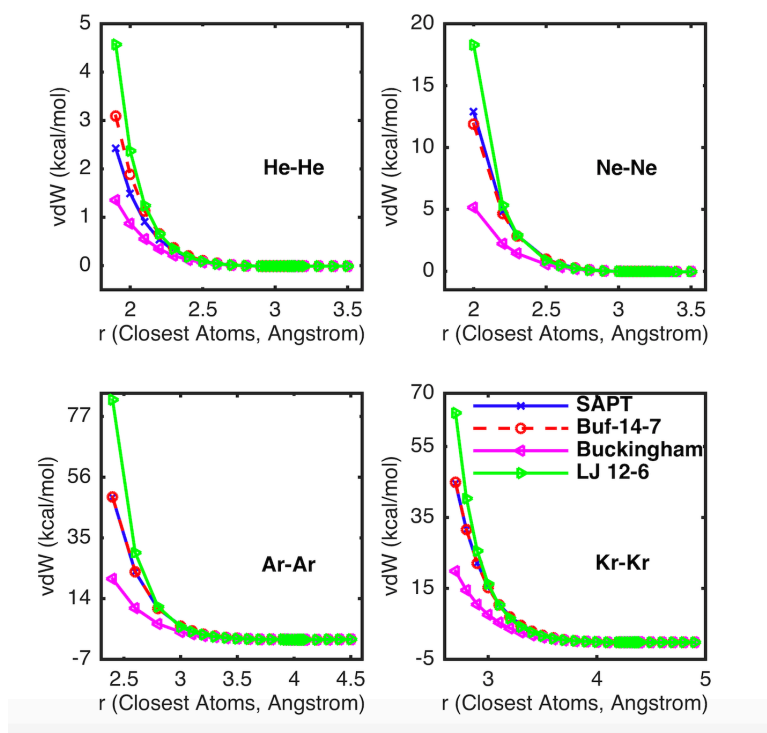 5
4
3
2
1
0
vdW (kcal/mol)
He-He
2
2.5
3
3.5
r (Closest Atoms, Angstrom)
20
15
10
5
0
vdW (kcal/mol)
Ne-Ne
2
2.5
3
3.5
r (Closest Atoms, Angstrom)
77
56
35
14
-7
vdW (kcal/mol)
Ar-Ar
2.5
3
3.5
4
4.5
r (Closest Atoms, Angstrom)
70
55
35
15
-5
vdW (kcal/mol)
SAPT
Buf-14-7
Buckingham
LJ 12-6
Kr-Kr
3
4
5
r (Closest Atoms, Angstrom)